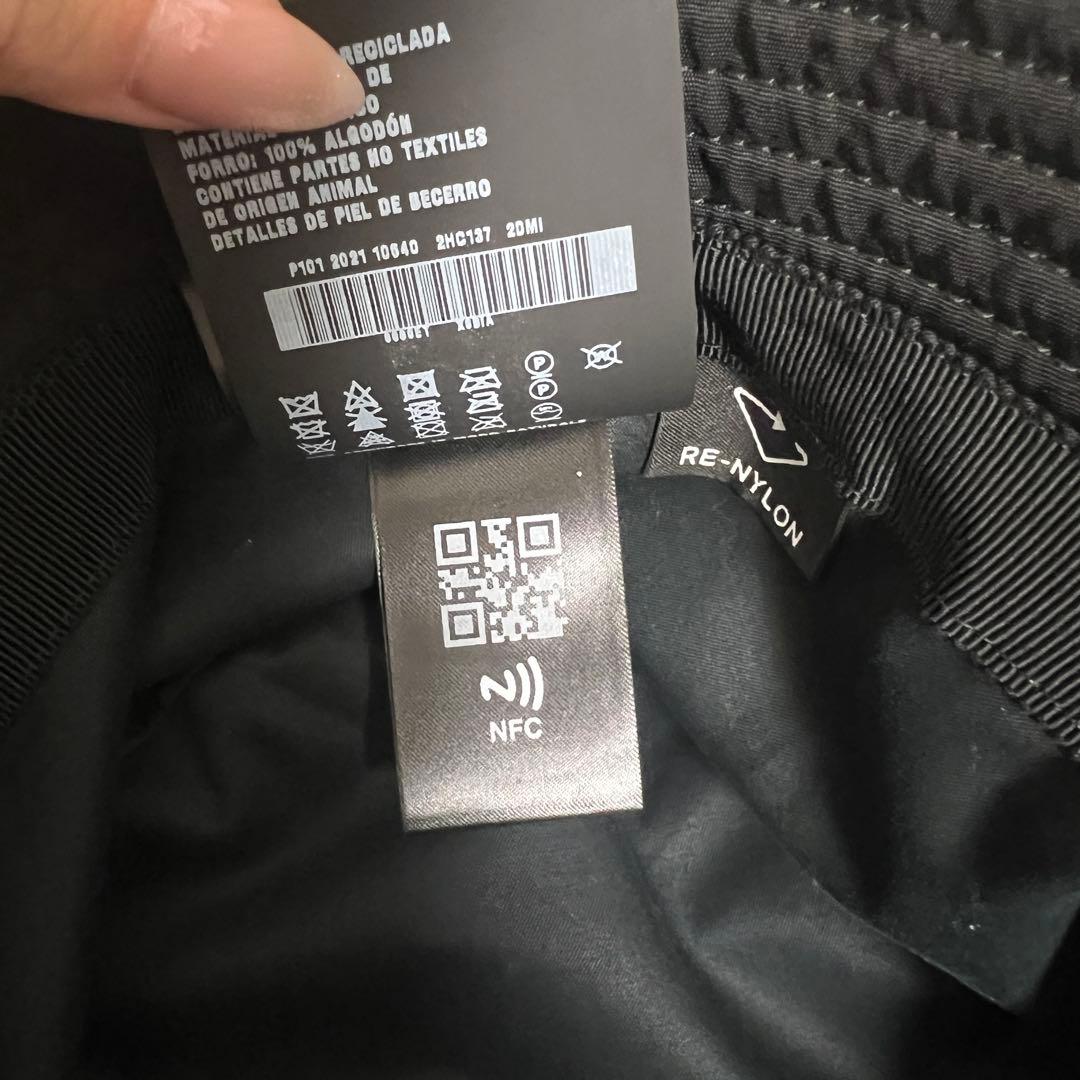 RECICLADA
DE
FORRO: 100% ALGODÓN
CONTIENE PARTES NO TEXTILES
DE ORIGEN ANIMAL
DETALLES DE PIEL DE BECERRO
P101 2021 10640 2HC137 2DMI
P
P
RE-NYLON
NFC